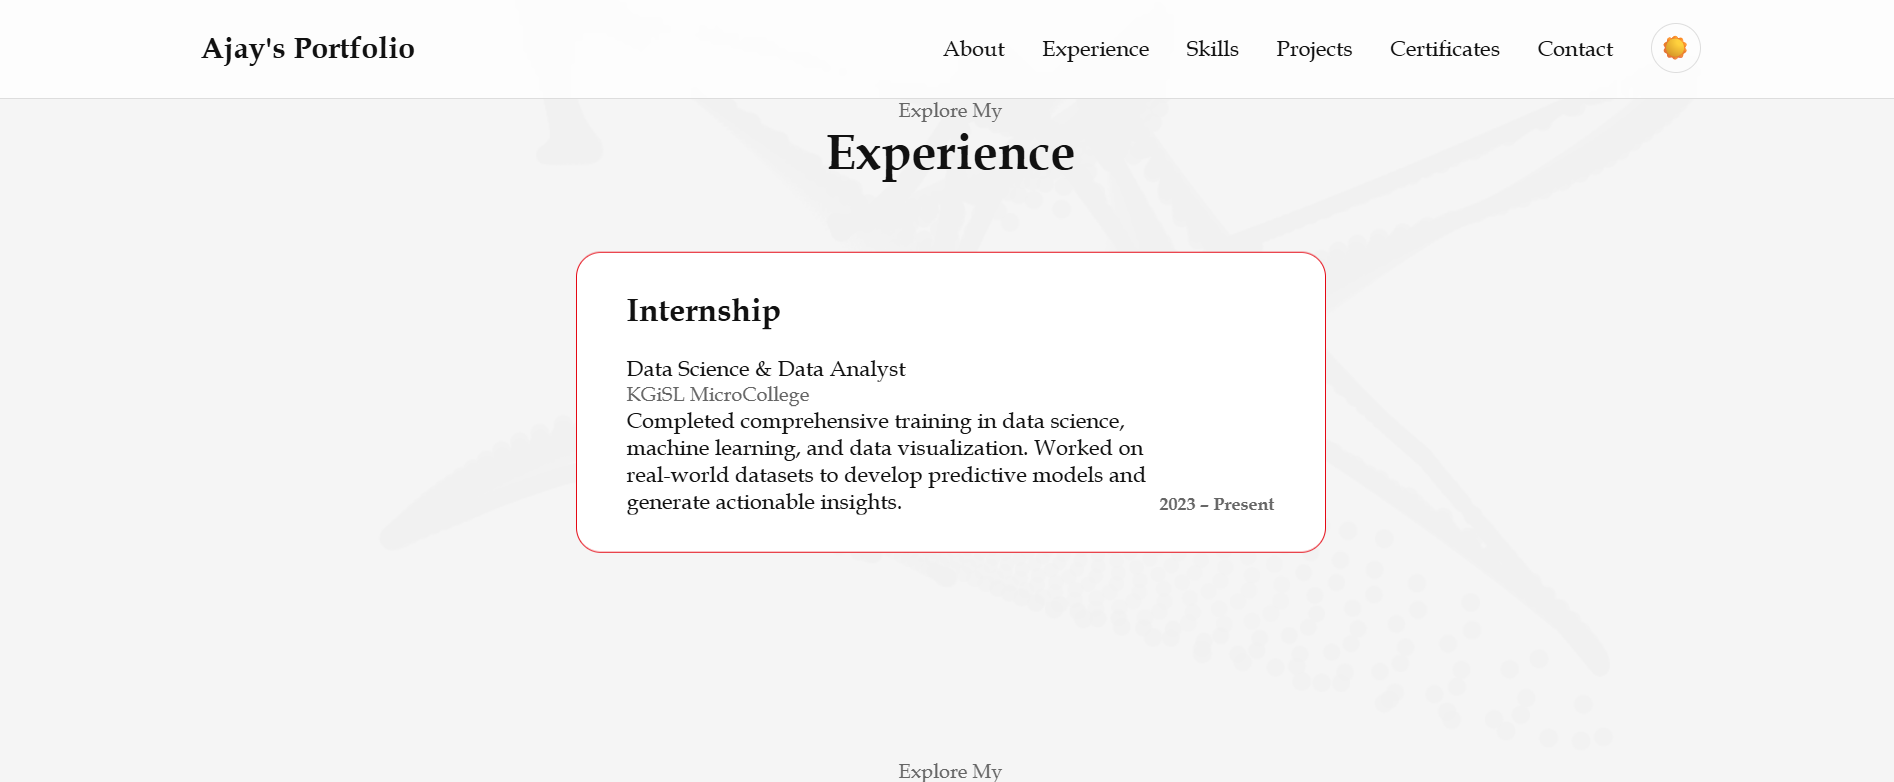 Ajay's Portfolio
About Experience Skills Projects Certificates Contact
Explore My
Experience
Internship
Data Science & Data Analyst
KGiSL MicroCollege
Completed comprehensive training in data science,
machine learning, and data visualization. Worked on
real-world datasets to develop predictive models and
generate actionable insights.
2023 – Present
Explore My